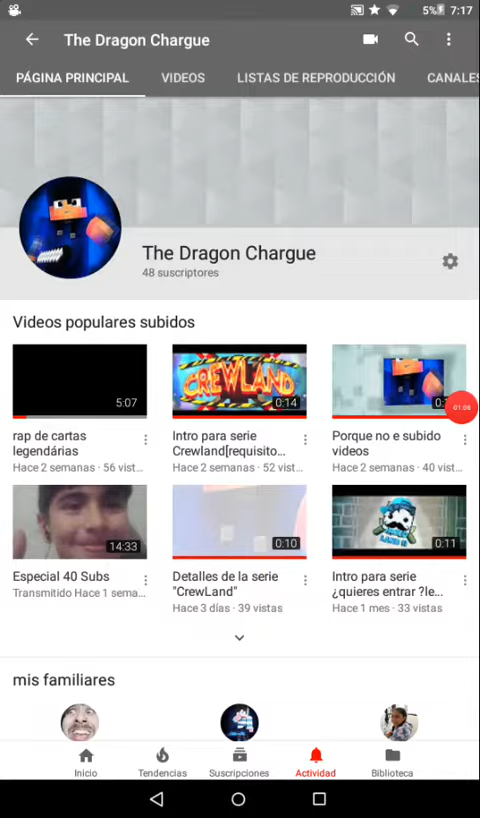 5% 7:17
The Dragon Chargue
PÁGINA PRINCIPAL VIDEOS LISTAS DE REPRODUCCIÓN CANALES
The Dragon Chargue
48 suscriptores
Videos populares subidos
5:07 0:14 0:
01:06
rap de cartas legendárias
Hace 2 semanas · 56 vist...
Intro para serie
Crewland[requisito...
Hace 2 semanas · 52 vist...
Porque no e subido
videos
Hace 2 semanas · 40 vist...
CREWLAND
14:33 0:10 0:11
Especial 40 Subs
Transmitido Hace 1 sema...
Detalles de la serie
"CrewLand"
Hace 3 días · 39 vistas
Intro para serie
¿quieres entrar ?le...
Hace 1 mes · 33 vistas
mis familiares
Inicio Tendencias Suscripciones Actividad Biblioteca